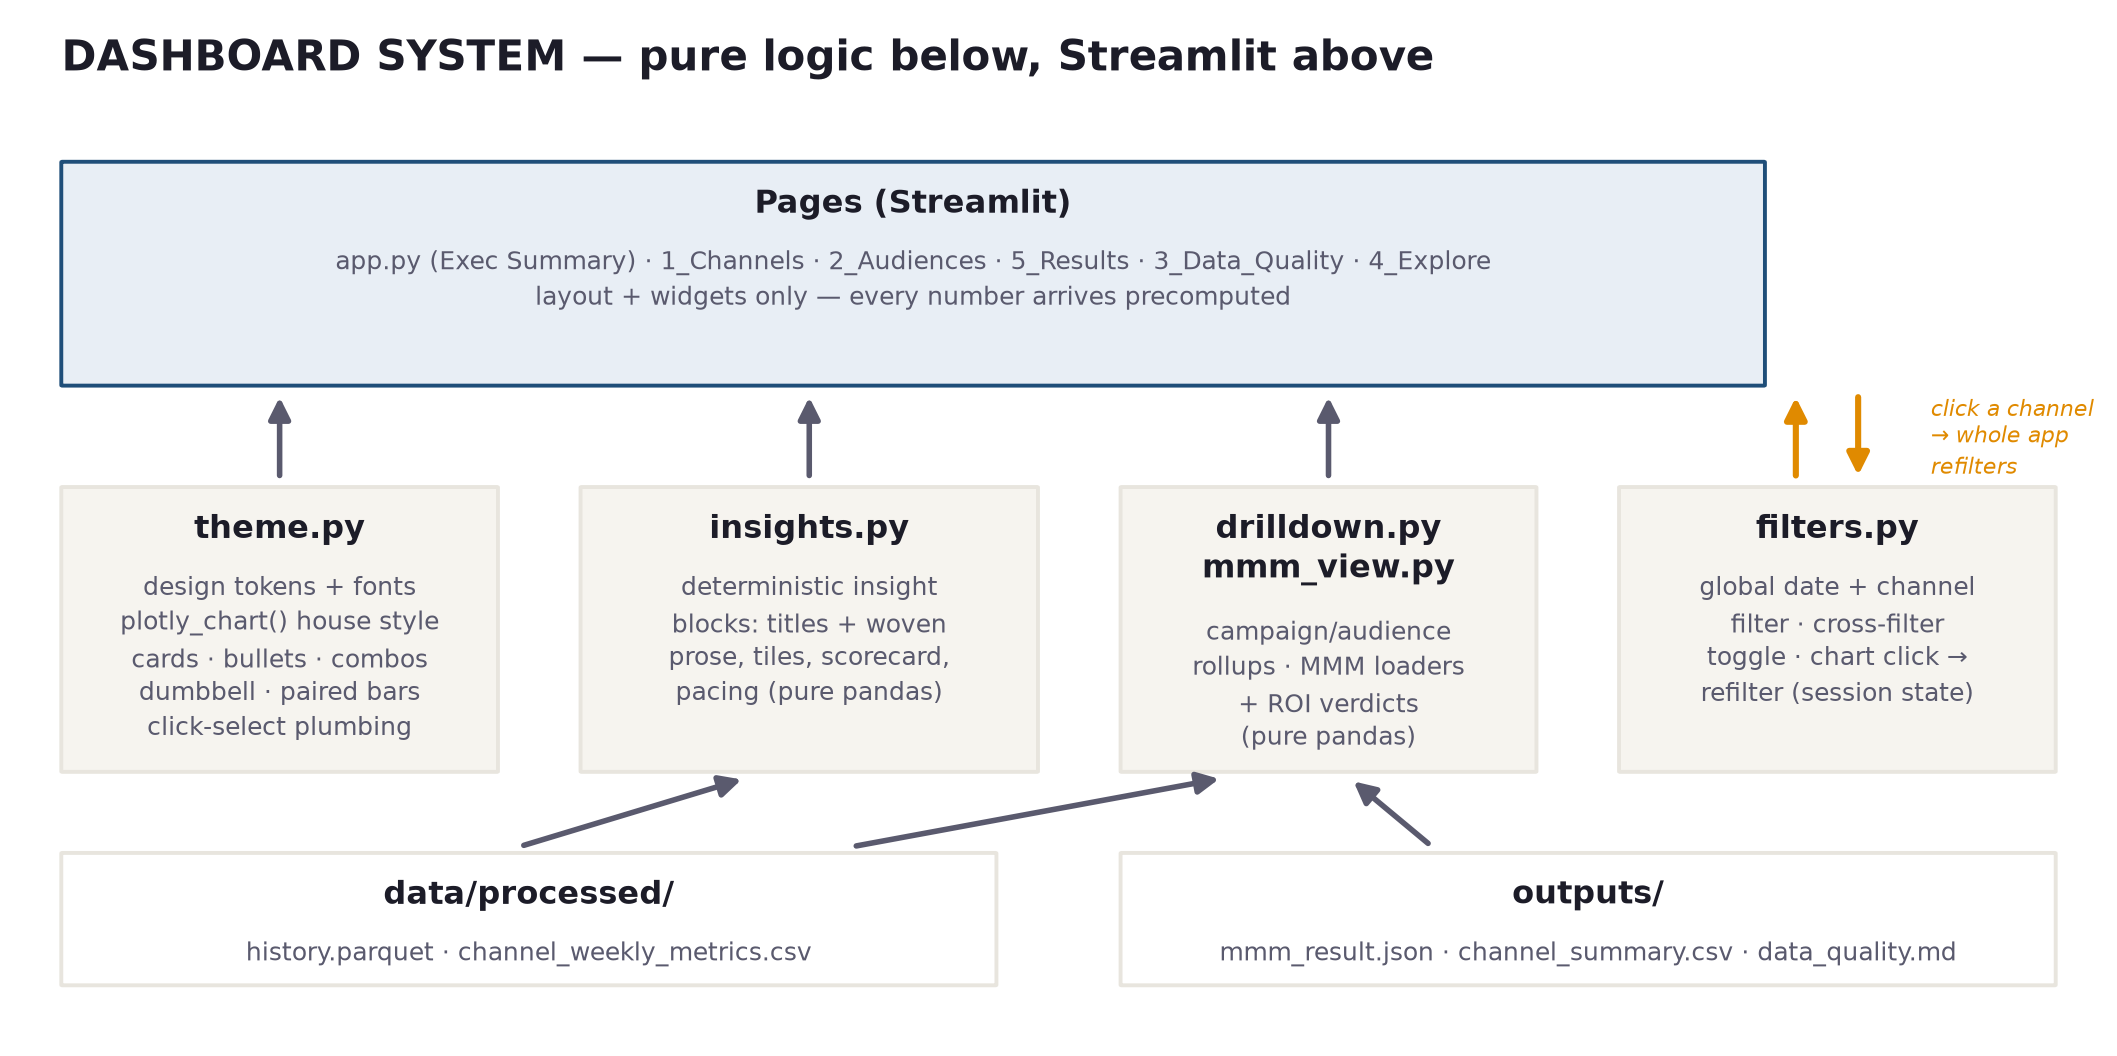 DASHBOARD SYSTEM — pure logic below, Streamlit above
Pages (Streamlit)
app.py (Exec Summary) · 1_Channels · 2_Audiences · 5_Results · 3_Data_Quality · 4_Explore
layout + widgets only — every number arrives precomputed
click a channel
→ whole app
refilters
theme.py
design tokens + fonts
plotly_chart() house style
cards · bullets · combos
dumbbell · paired bars
click-select plumbing
insights.py
deterministic insight
blocks: titles + woven
prose, tiles, scorecard,
pacing (pure pandas)
drilldown.py
mmm_view.py
campaign/audience
rollups · MMM loaders
+ ROI verdicts
(pure pandas)
filters.py
global date + channel
filter · cross-filter
toggle · chart click →
refilter (session state)
data/processed/
history.parquet · channel_weekly_metrics.csv
outputs/
mmm_result.json · channel_summary.csv · data_quality.md